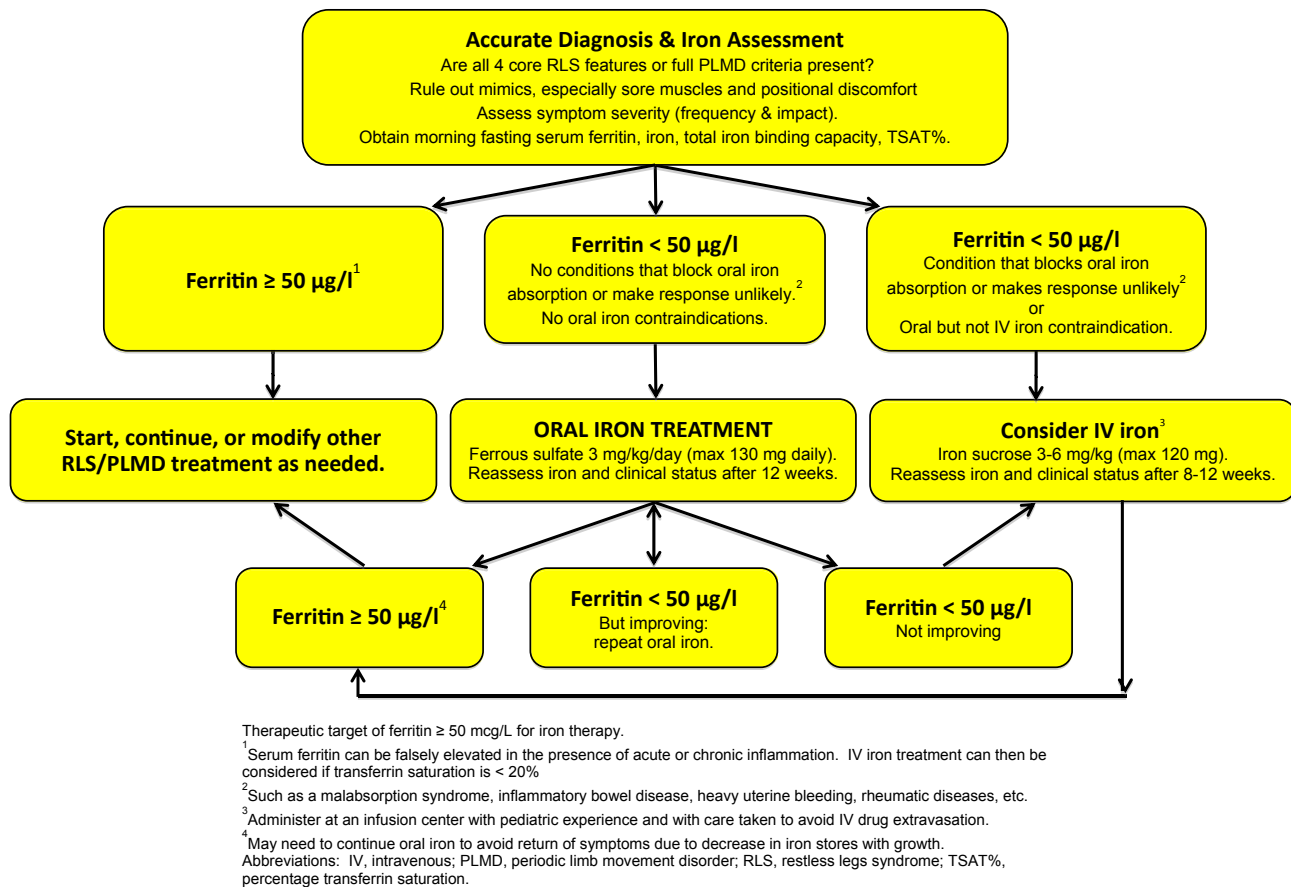 Accurate Diagnosis & Iron Assessment
Are all 4 core RLS features or full PLMD criteria present?
Rule out mimics, especially sore muscles and positional discomfort
Assess symptom severity (frequency & impact).
Obtain morning fasting serum ferritin, iron, total iron binding capacity, TSAT%.
Ferritin ≥ 50 µg/l1
Ferritin < 50 µg/l
No conditions that block oral iron
absorption or make response unlikely.2
No oral iron contraindications.
Ferritin < 50 µg/l
Condition that blocks oral iron
absorption or makes response unlikely2
or
Oral but not IV iron contraindication.
Start, continue, or modify other
RLS/PLMD treatment as needed.
ORAL IRON TREATMENT
Ferrous sulfate 3 mg/kg/day (max 130 mg daily).
Reassess iron and clinical status after 12 weeks.
Consider IV iron3
Iron sucrose 3-6 mg/kg (max 120 mg).
Reassess iron and clinical status after 8-12 weeks.
Ferritin ≥ 50 µg/l4
Ferritin < 50 µg/l
But improving:
repeat oral iron.
Ferritin < 50 µg/l
Not improving
Therapeutic target of ferritin ≥ 50 mcg/L for iron therapy.
1Serum ferritin can be falsely elevated in the presence of acute or chronic inflammation. IV iron treatment can then be
considered if transferrin saturation is < 20%
2Such as a malabsorption syndrome, inflammatory bowel disease, heavy uterine bleeding, rheumatic diseases, etc.
3Administer at an infusion center with pediatric experience and with care taken to avoid IV drug extravasation.
4May need to continue oral iron to avoid return of symptoms due to decrease in iron stores with growth.
Abbreviations: IV, intravenous; PLMD, periodic limb movement disorder; RLS, restless legs syndrome; TSAT%,
percentage transferrin saturation.